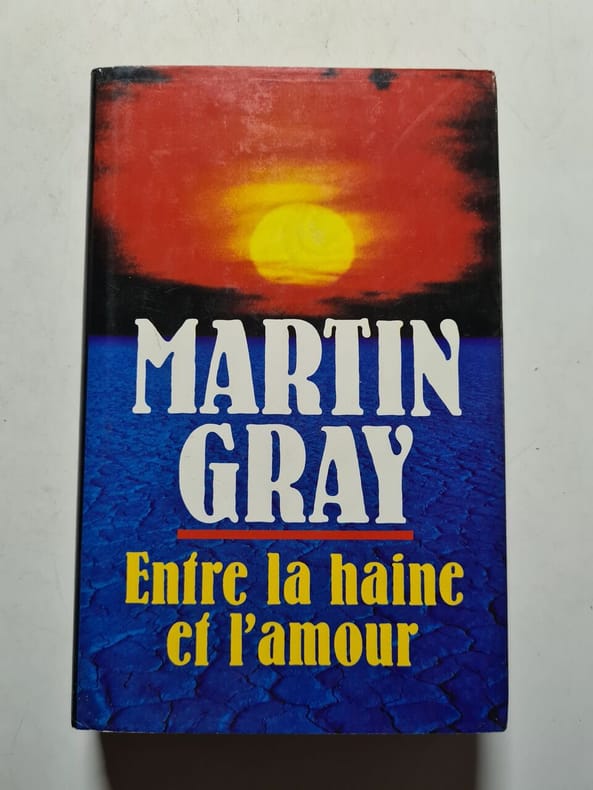 MARTIN
GRAY
Entre la haine
et l'amour